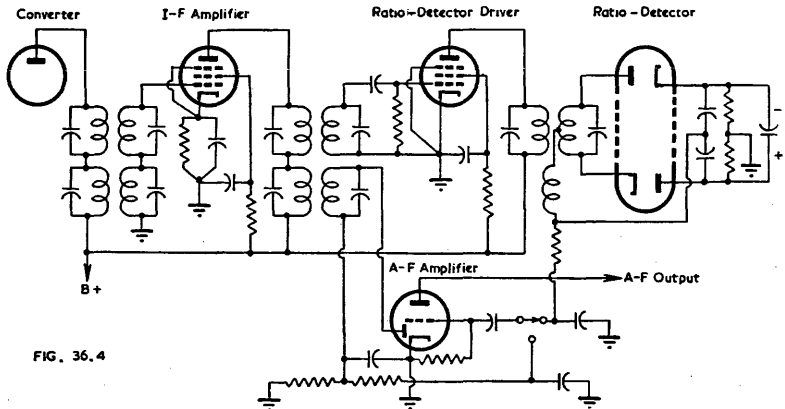 Converter
I-F Amplifier
Ratio-Detector Driver
Ratio-Detector
-
+
B+
A-F Amplifier
A-F Output
FIG. 36.4